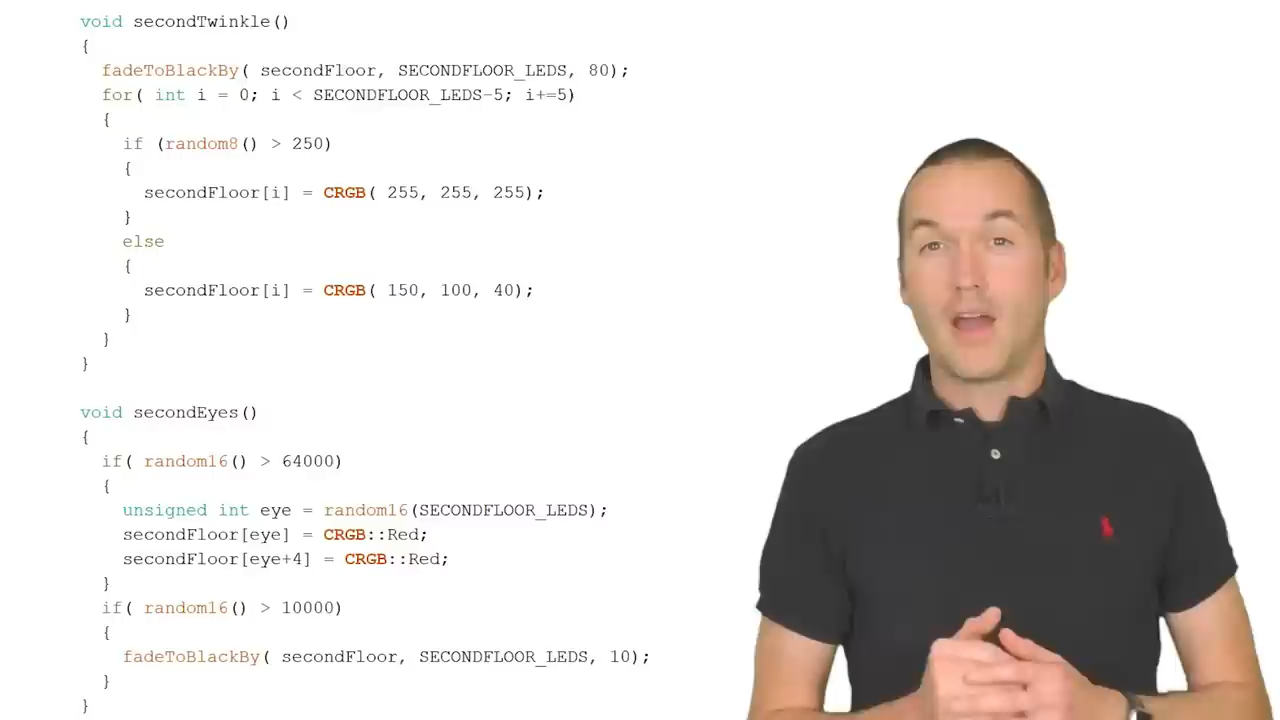 void secondTwinkle()
{
  fadeToBlackBy( secondFloor, SECONDFLOOR_LEDS, 80);
  for( int i = 0; i < SECONDFLOOR_LEDS-5; i+=5)
  {
    if (random8() > 250)
    {
      secondFloor[i] = CRGB( 255, 255, 255);
    }
    else
    {
      secondFloor[i] = CRGB( 150, 100, 40);
    }
  }
}
void secondEyes()
{
  if( random16() > 64000)
  {
    unsigned int eye = random16(SECONDFLOOR_LEDS);
    secondFloor[eye] = CRGB::Red;
    secondFloor[eye+4] = CRGB::Red;
  }
  if( random16() > 10000)
  {
    fadeToBlackBy( secondFloor, SECONDFLOOR_LEDS, 10);
  }
}